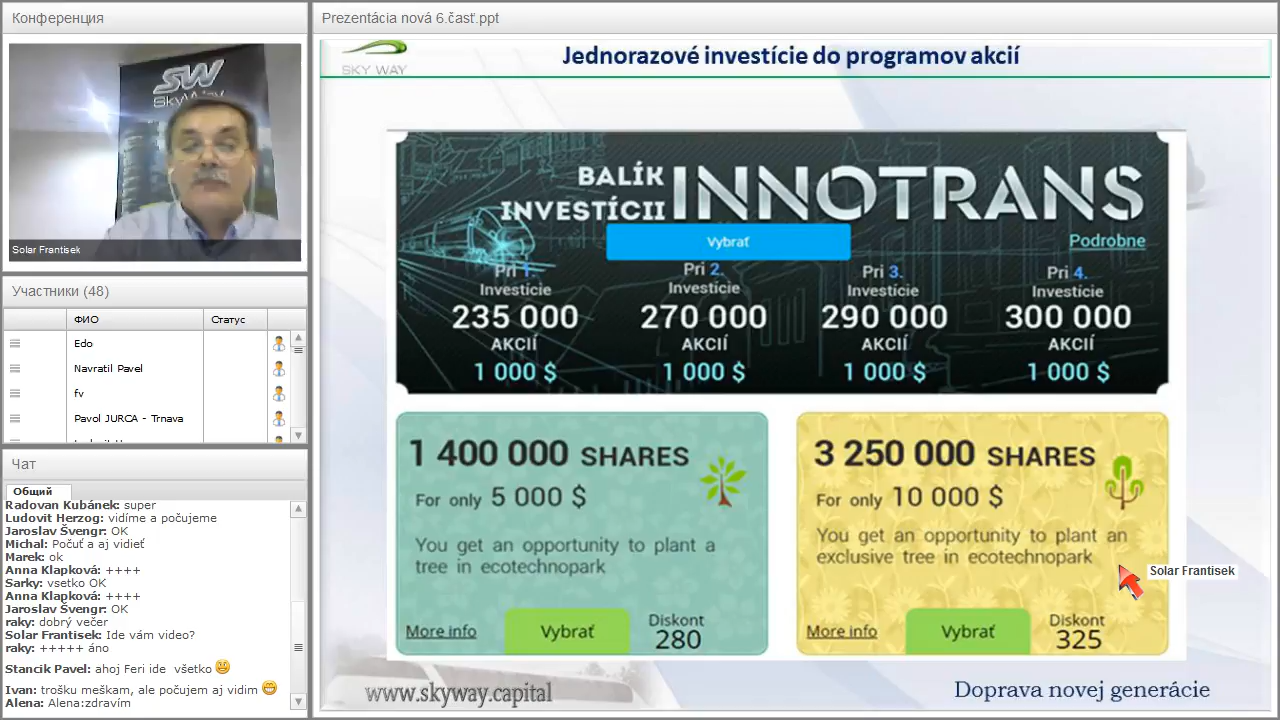 Конференция
SW
SkyWay
Solar Frantisek
Участники (48)
ФИО
Статус
Edo
Navratil Pavel
fv
Pavol JURCA - Trnava
Чат
Общий
Radovan Kubánek: super
Ludovit Herzog: vidíme a počujeme
Jaroslav Švengr: OK
Michal: Počuť a aj vidieť
Marek: ok
Anna Klapková: ++++
Sarky: vsetko OK
Anna Klapková: ++++
Jaroslav Švengr: OK
raky: dobrý večer
Solar Frantisek: Ide vám video?
raky: +++++ áno
Stancik Pavel: ahoj Feri ide všetko
Ivan: trošku meškam, ale počujem aj vidim
Alena: Alena:zdravím
Prezentácia nová 6.časť.ppt
SKY WAY
Jednorazové investície do programov akcií
BALÍK
INVESTÍCII
INNOTRANS
Vybrať
Podrobne
Pri 1.
Investície
235 000
AKCIÍ
1 000 $
Pri 2.
Investície
270 000
AKCIÍ
1 000 $
Pri 3.
Investície
290 000
AKCIÍ
1 000 $
Pri 4.
Investície
300 000
AKCIÍ
1 000 $
1 400 000 SHARES
For only 5 000 $
You get an opportunity to plant a
tree in ecotechnopark
More info
Vybrať
Diskont
280
3 250 000 SHARES
For only 10 000 $
You get an opportunity to plant an
exclusive tree in ecotechnopark
More info
Vybrať
Diskont
325
Solar Frantisek
www.skyway.capital
Doprava novej generácie